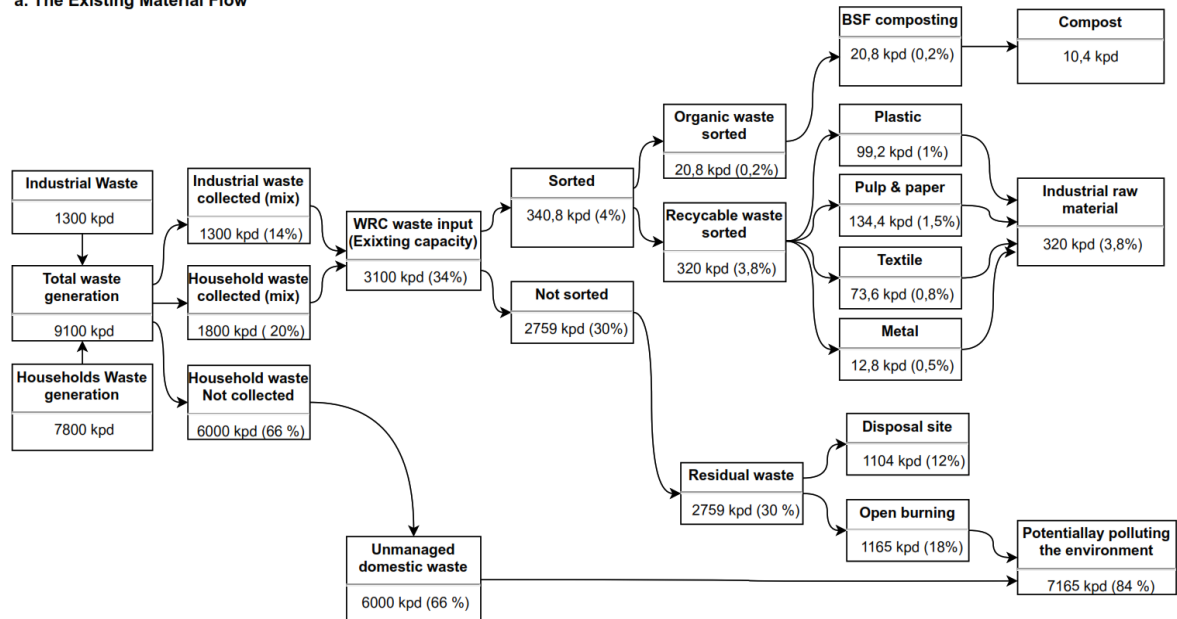 a. The Existing Material Flow
Industrial Waste
1300 kpd
Total waste
generation
9100 kpd
Households Waste
generation
7800 kpd
Industrial waste
collected (mix)
1300 kpd (14%)
Household waste
collected (mix)
1800 kpd ( 20%)
Household waste
Not collected
6000 kpd (66 %)
WRC waste input
(Exixting capacity)
3100 kpd (34%)
Unmanaged
domestic waste
6000 kpd (66 %)
Sorted
340,8 kpd (4%)
Not sorted
2759 kpd (30%)
Organic waste
sorted
20,8 kpd (0,2%)
Recycable waste
sorted
320 kpd (3,8%)
Residual waste
2759 kpd (30 %)
BSF composting
20,8 kpd (0,2%)
Plastic
99,2 kpd (1%)
Pulp & paper
134,4 kpd (1,5%)
Textile
73,6 kpd (0,8%)
Metal
12,8 kpd (0,5%)
Disposal site
1104 kpd (12%)
Open burning
1165 kpd (18%)
Compost
10,4 kpd
Industrial raw
material
320 kpd (3,8%)
Potentiallay polluting
the environment
7165 kpd (84 %)